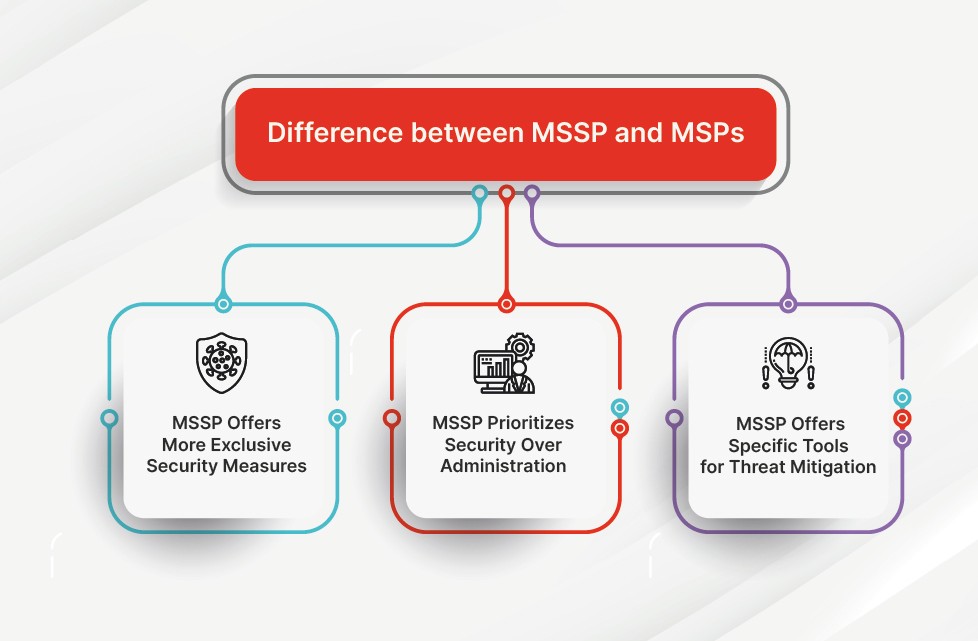 Difference between MSSP and MSPs
MSSP Offers
More Exclusive
Security Measures
MSSP Prioritizes
Security Over
Administration
MSSP Offers
Specific Tools
for Threat Mitigation